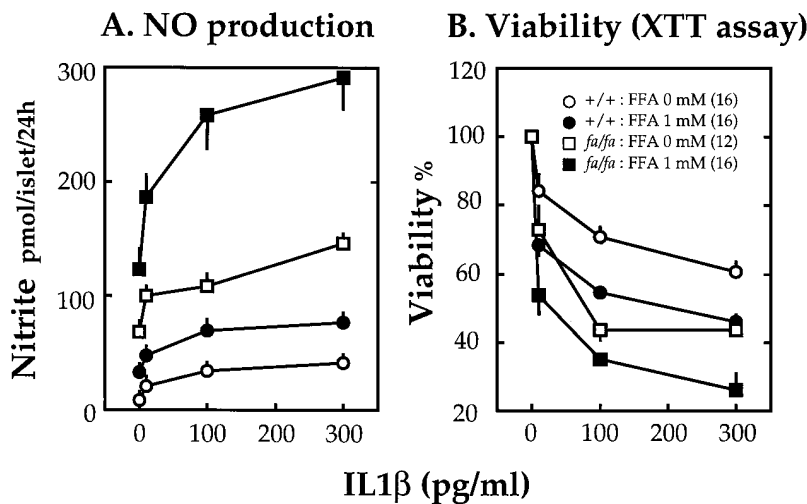 A. NO production
B. Viability (XTT assay)
Nitrite pmol/islet/24h
300
200
100
0
0 100 200 300
Viability %
120
100
80
60
40
20
0 100 200 300
+/+ : FFA 0 mM (16)
+/+ : FFA 1 mM (16)
fa/fa : FFA 0 mM (12)
fa/fa : FFA 1 mM (16)
IL1β (pg/ml)